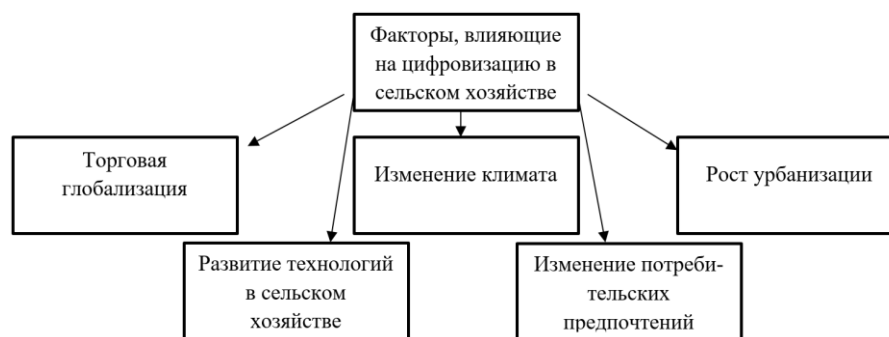 Факторы, влияющие
на цифровизацию в
сельском хозяйстве
Торговая
глобализация
Изменение климата
Рост урбанизации
Развитие технологий
в сельском
хозяйстве
Изменение потреби-
тельских
предпочтений